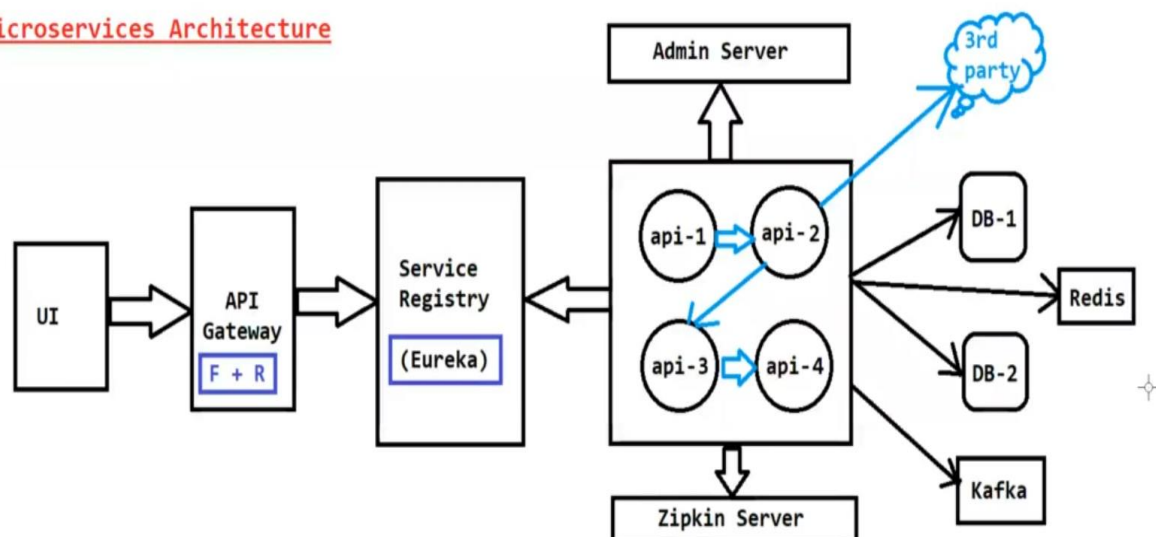 icroservices Architecture
Admin Server
3rd
party
UI
API
Gateway
F + R
Service
Registry
(Eureka)
api-1
api-2
api-3
api-4
DB-1
Redis
DB-2
Kafka
Zipkin Server